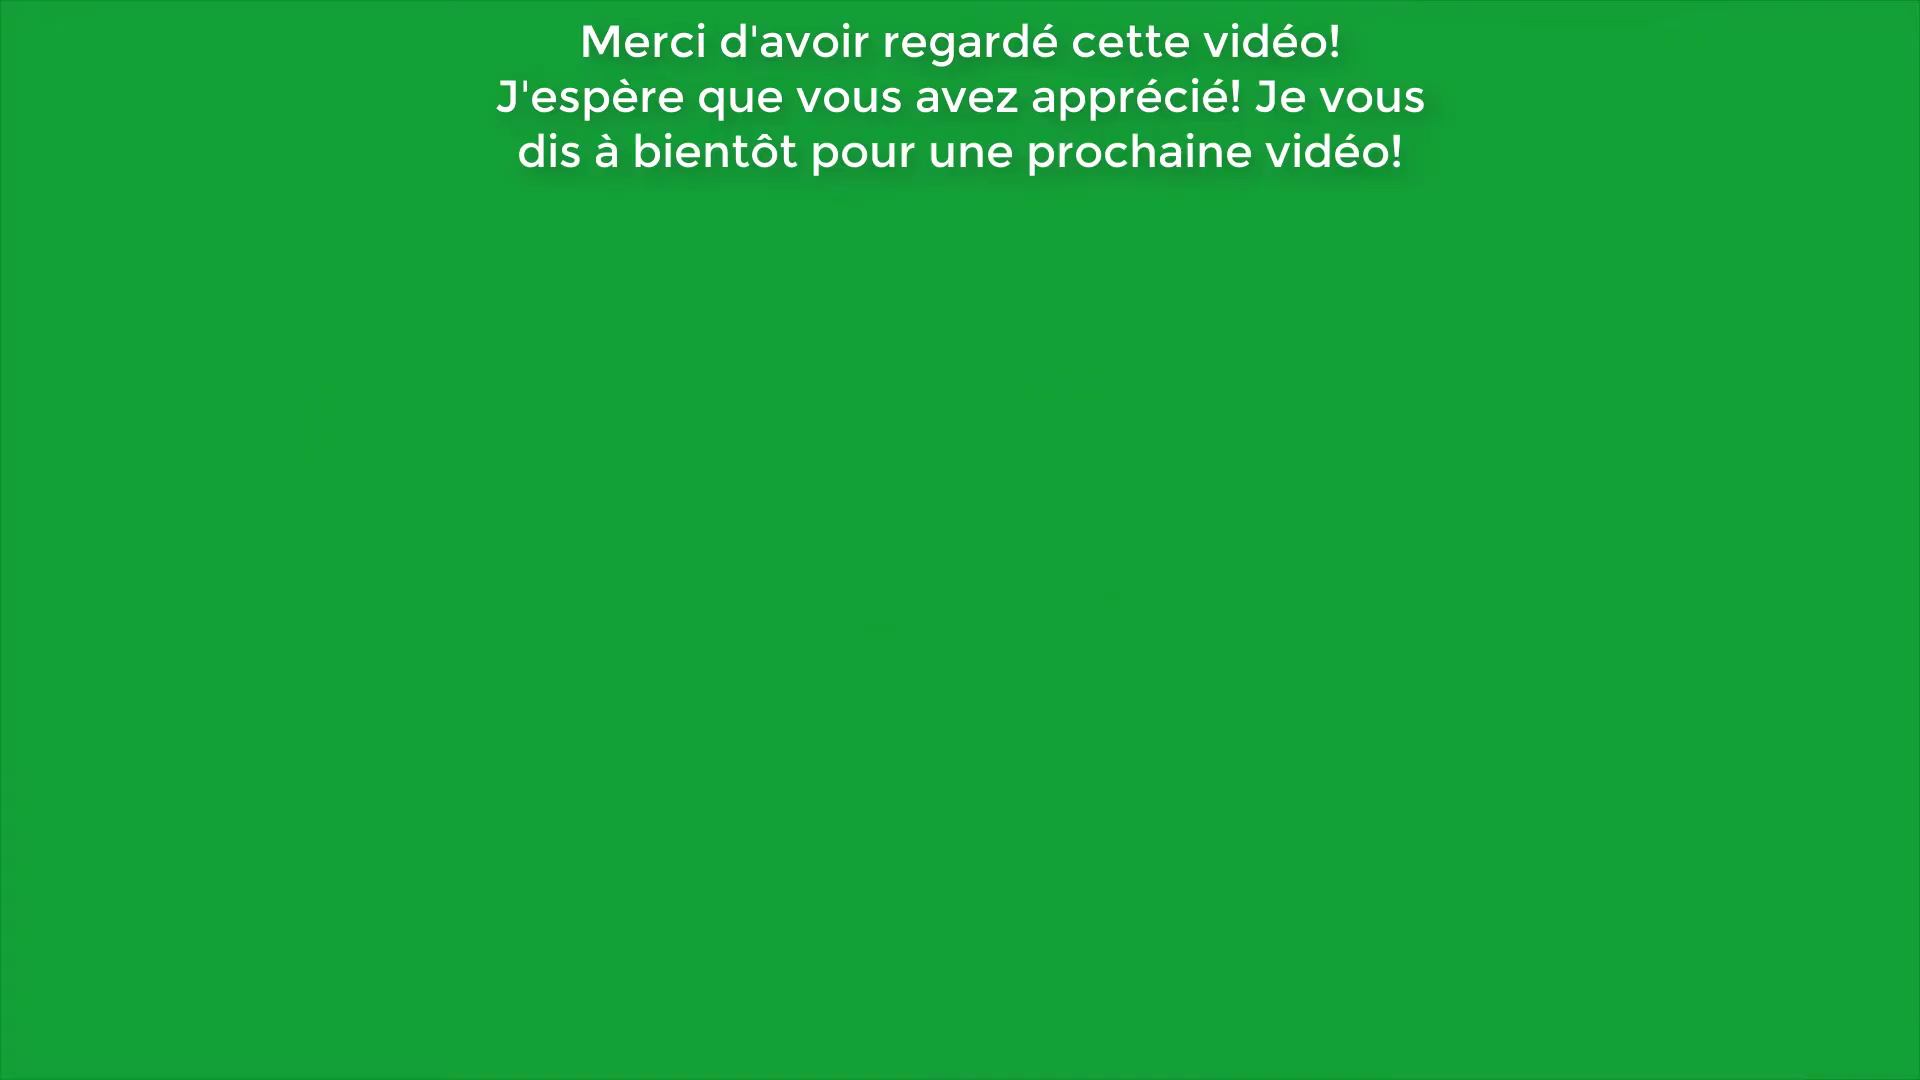 Merci d'avoir regardé cette vidéo!
J'espère que vous avez apprécié! Je vous
dis à bientôt pour une prochaine vidéo!